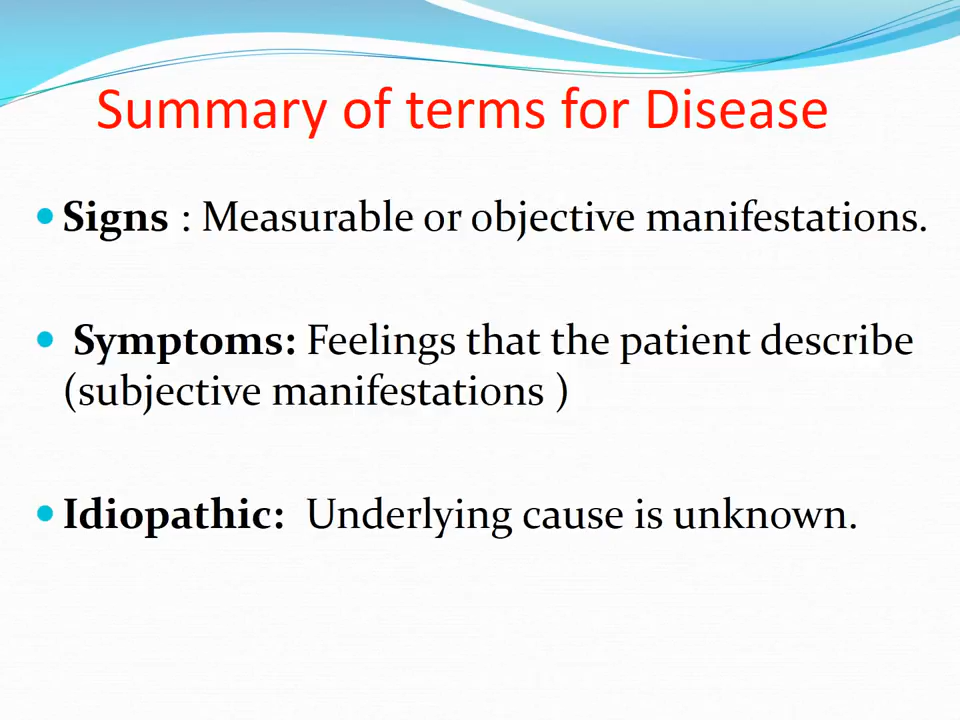 Summary of terms for Disease
• Signs : Measurable or objective manifestations.
• Symptoms: Feelings that the patient describe
(subjective manifestations )
• Idiopathic: Underlying cause is unknown.